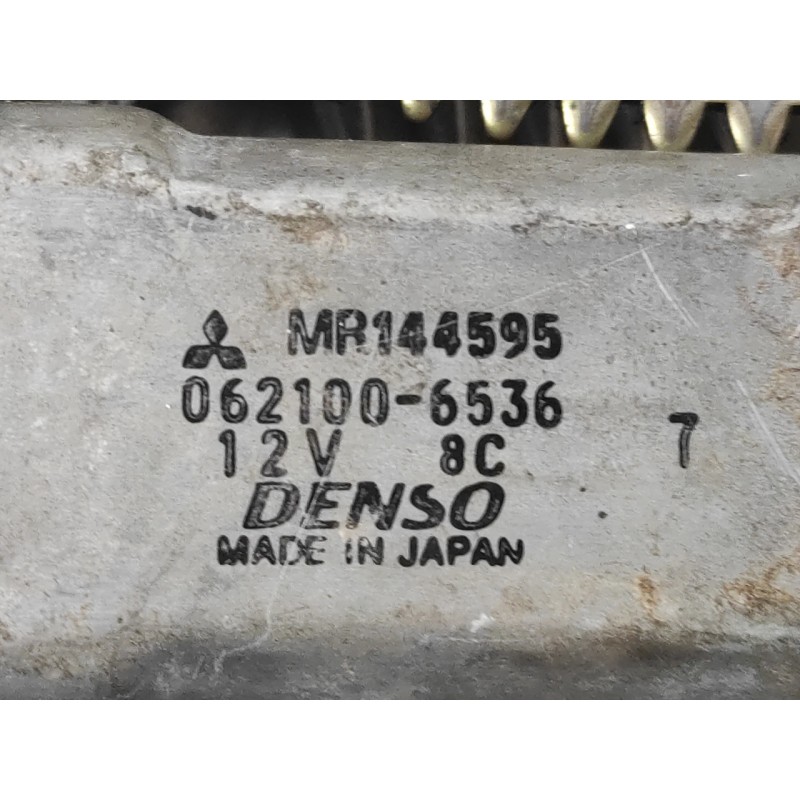 MR144595
062100-6536
12V 8C 7
DENSO
MADE IN JAPAN